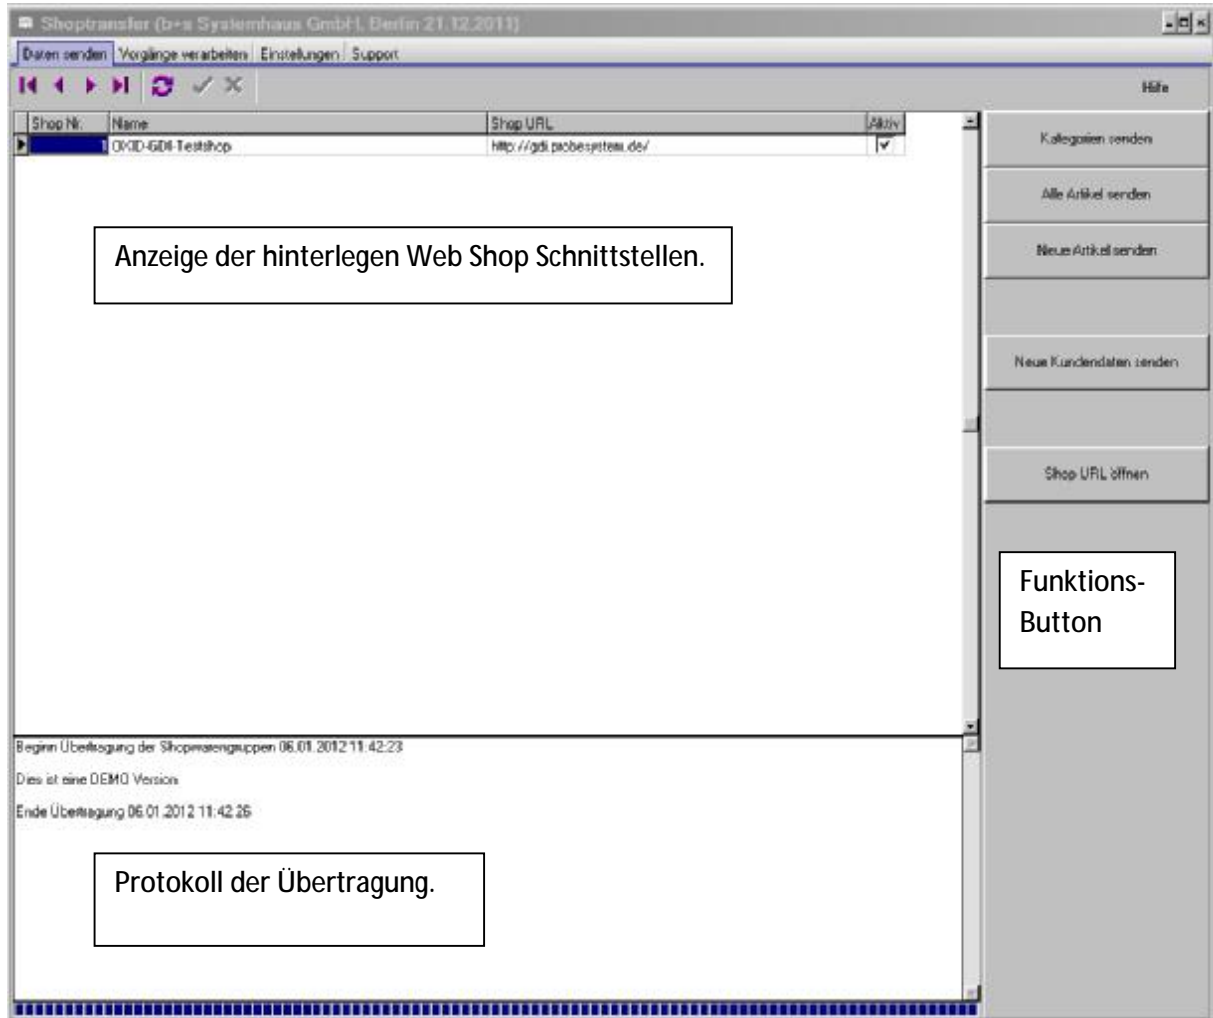 Shoptransfer (b+s Systemhaus GmbH, Berlin 21.12.2011)
Daten senden Vorgänge verarbeiten Einstellungen Support
Hilfe
Shop Nr. Name Shop URL Aktiv
1 OXID-GDI-Testshop http://gdi.probesystem.de/
Kategorien senden
Alle Artikel senden
Neue Artikel senden
Anzeige der hinterlegen Web Shop Schnittstellen.
Neue Kundendaten senden
Shop URL öffnen
Funktions-
Button
Beginn Übertragung der Shopwarengruppen 06.01.2012 11:42:23
Dies ist eine DEMO Version
Ende Übertragung 06.01.2012 11:42:26
Protokoll der Übertragung.